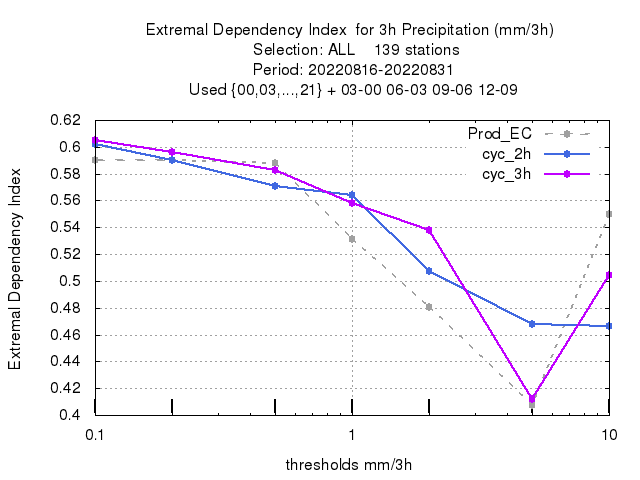 Extremal Dependency Index  for 3h Precipitation (mm/3h)
Selection: ALL    139 stations
Period: 20220816-20220831
Used {00,03,...,21} + 03-00 06-03 09-06 12-09
Prod_EC
cyc_2h
cyc_3h
Extremal Dependency Index
0.62
0.6
0.58
0.56
0.54
0.52
0.5
0.48
0.46
0.44
0.42
0.4
0.1
1
10
thresholds mm/3h